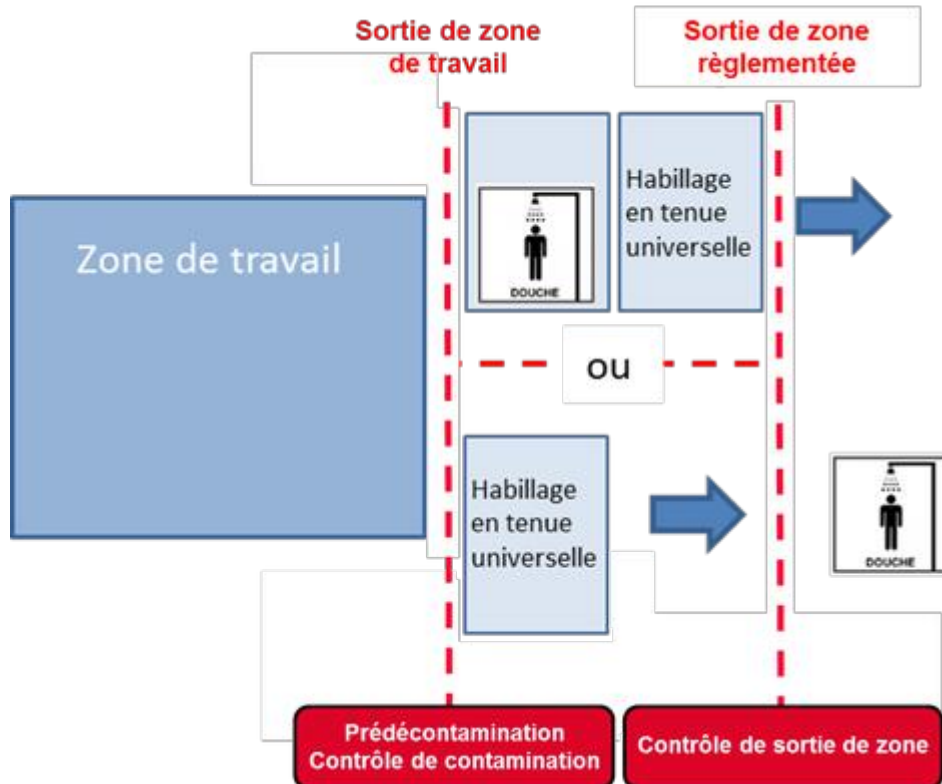 Sortie de zone
de travail
Sortie de zone
règlementée
Zone de travail
DOUCHE
Habillage
en tenue
universelle
ou
Habillage
en tenue
universelle
DOUCHE
Prédécontamination
Contrôle de contamination
Contrôle de sortie de zone